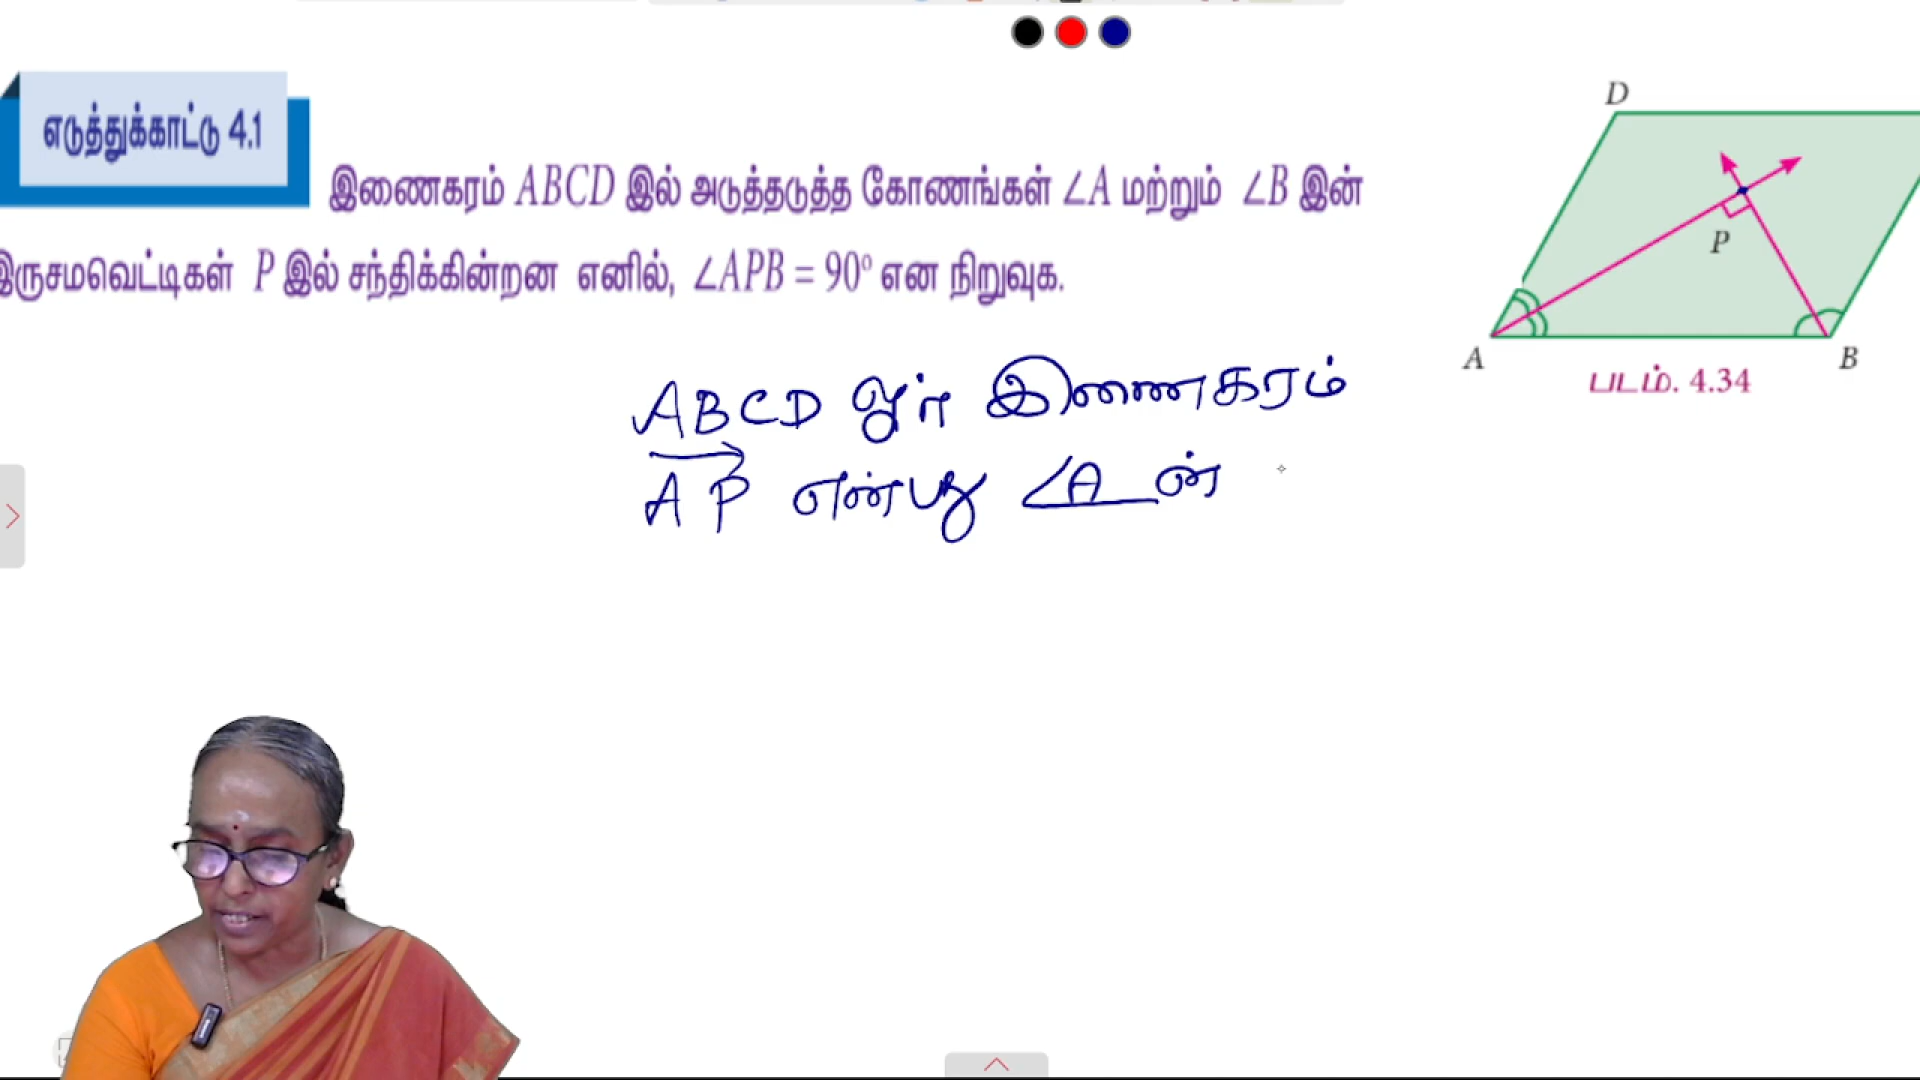 எடுத்துக்காட்டு 4.1
இணைகரம் ABCD இல் அடுத்தடுத்த கோணங்கள் ∠A மற்றும் ∠B இன்
இருசமவெட்டிகள் P இல் சந்திக்கின்றன எனில், ∠APB = 90° என நிறுவுக.
D
P
A
B
படம். 4.34
ABCD ஓர் இணைகரம்
AP என்பது ∠A ன்